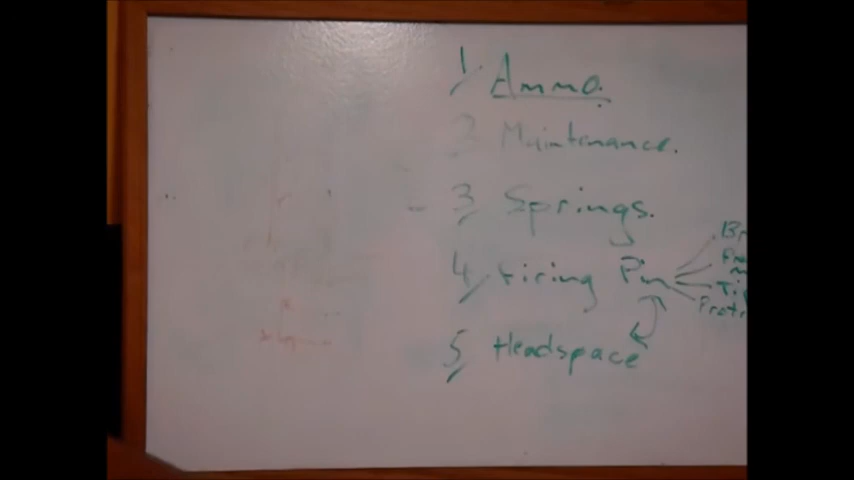 1/ Ammo.
2 Maintenance.
3/ Springs.
4/ Firing Pin
5/ Headspace